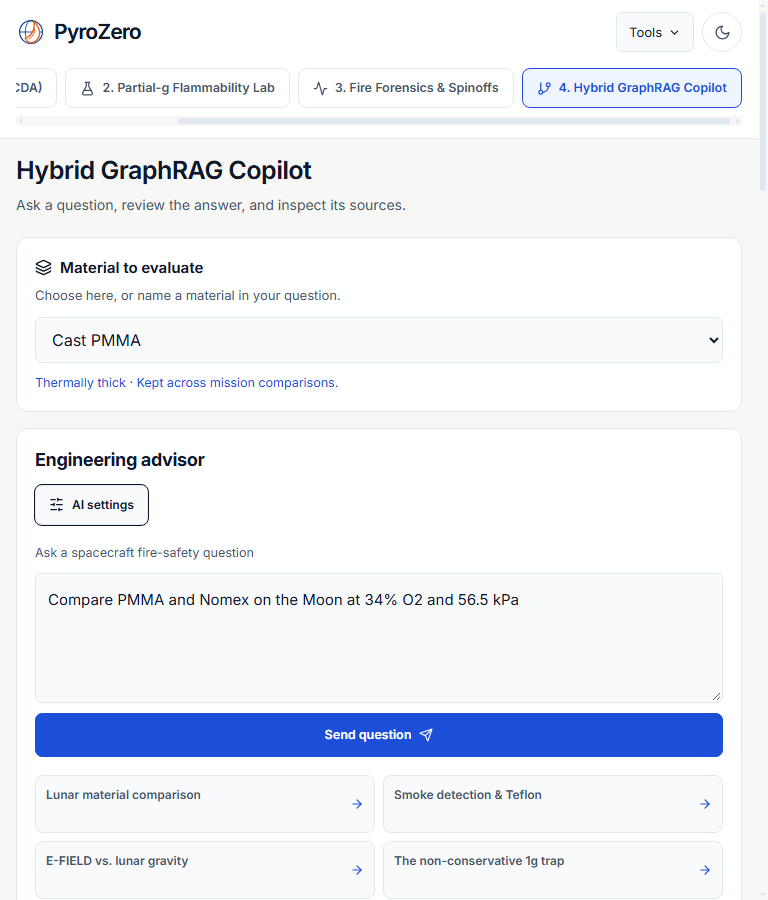 PyroZero
Tools
CDA)
2. Partial-g Flammability Lab
3. Fire Forensics & Spinoffs
4. Hybrid GraphRAG Copilot
Hybrid GraphRAG Copilot
Ask a question, review the answer, and inspect its sources.
Material to evaluate
Choose here, or name a material in your question.
Cast PMMA
Thermally thick · Kept across mission comparisons.
Engineering advisor
AI settings
Ask a spacecraft fire-safety question
Compare PMMA and Nomex on the Moon at 34% O2 and 56.5 kPa
Send question
Lunar material comparison
Smoke detection & Teflon
E-FIELD vs. lunar gravity
The non-conservative 1g trap